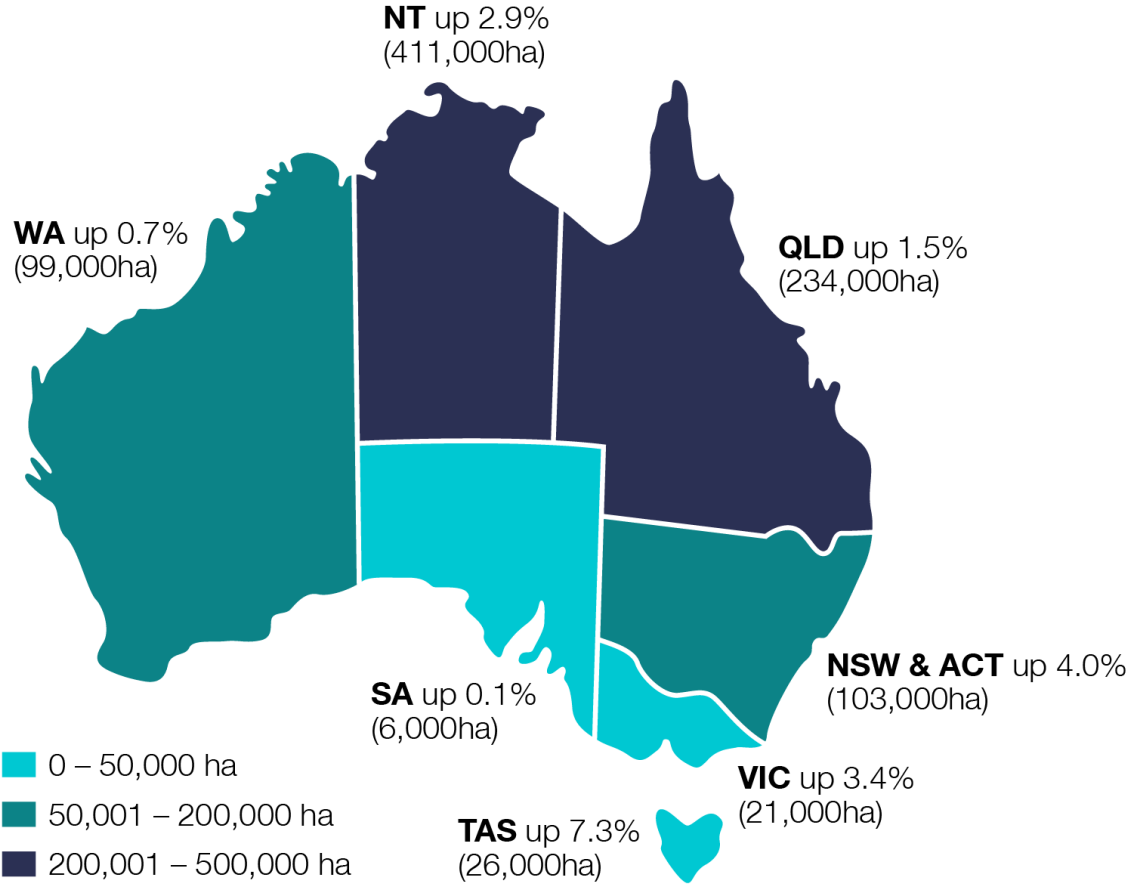 NT up 2.9%
(411,000ha)
WA up 0.7%
(99,000ha)
QLD up 1.5%
(234,000ha)
NSW & ACT up 4.0%
(103,000ha)
SA up 0.1%
(6,000ha)
VIC up 3.4%
(21,000ha)
TAS up 7.3%
(26,000ha)
0 – 50,000 ha
50,001 – 200,000 ha
200,001 – 500,000 ha